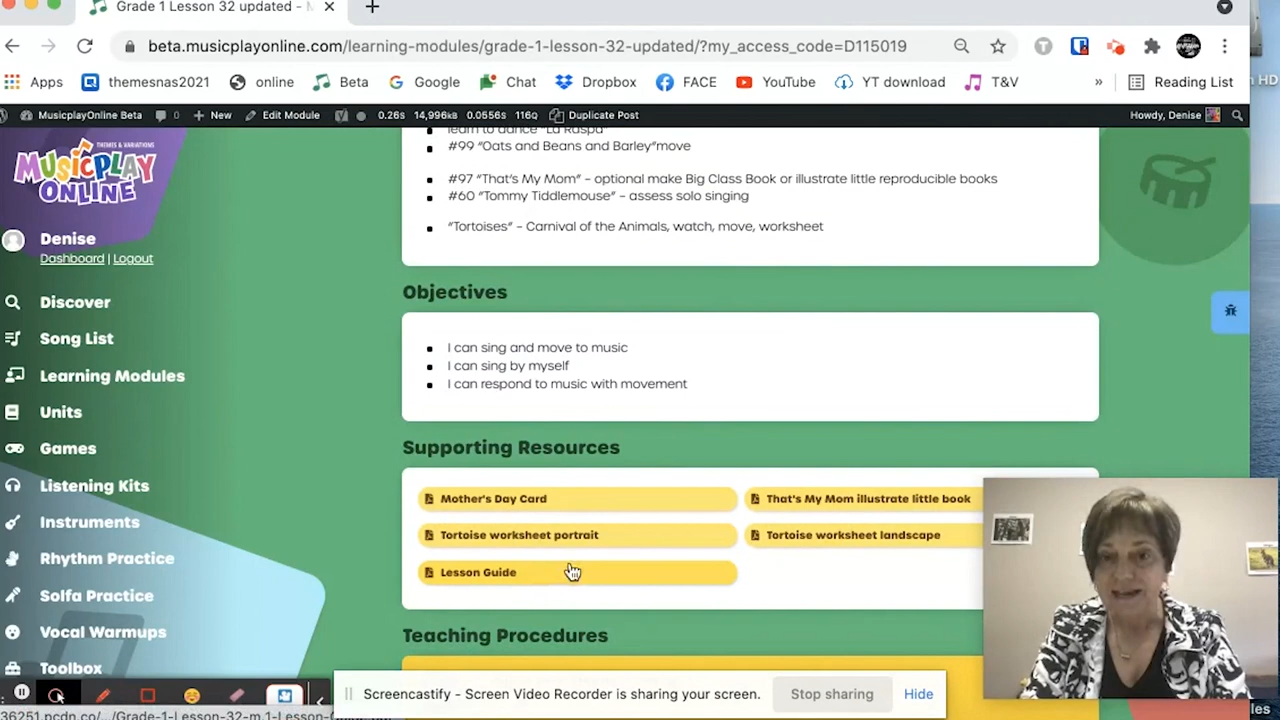 Grade 1 Lesson 32 updated -
beta.musicplayonline.com/learning-modules/grade-1-lesson-32-updated/?my_access_code=D115019
Apps themesnas2021 online Beta Google Chat Dropbox FACE YouTube YT download T&V » Reading List
MusicplayOnline Beta 1 New Edit Module 0.26s 14,996kB 0.0556s 116Q Duplicate Post Howdy, Denise
THEMES & VARIATIONS
MUSICPLAY
ONLINE
Denise
Dashboard | Logout
Discover
Song List
Learning Modules
Units
Games
Listening Kits
Instruments
Rhythm Practice
Solfa Practice
Vocal Warmups
Toolbox
learn to dance "La Raspa"
#99 "Oats and Beans and Barley"move
#97 "That's My Mom" - optional make Big Class Book or illustrate little reproducible books
#60 "Tommy Tiddlemouse" - assess solo singing
"Tortoises" - Carnival of the Animals, watch, move, worksheet
Objectives
I can sing and move to music
I can sing by myself
I can respond to music with movement
Supporting Resources
Mother's Day Card That's My Mom illustrate little book
Tortoise worksheet portrait Tortoise worksheet landscape
Lesson Guide
Teaching Procedures
Screencastify - Screen Video Recorder is sharing your screen. Stop sharing Hide